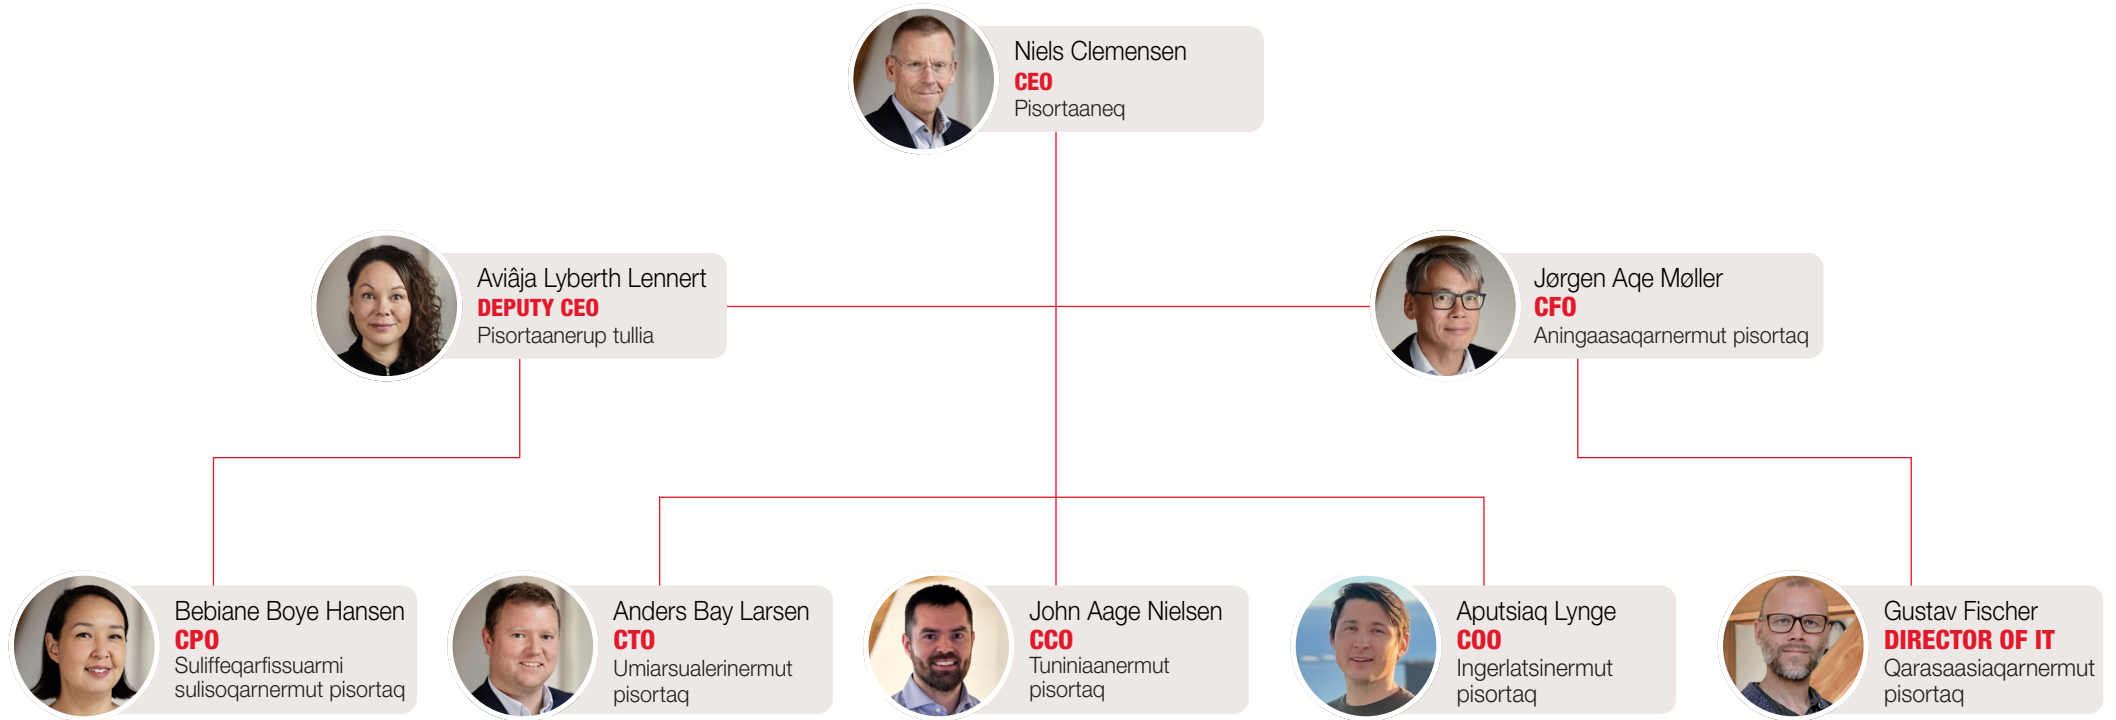 Niels Clemensen
CEO
Pisortaaneq
Aviâja Lyberth Lennert
DEPUTY CEO
Pisortaanerup tullia
Jørgen Aqe Møller
CFO
Aningaasaqarnermut pisortaq
Bebiane Boye Hansen
CPO
Suliffeqarfissuarmi
sulisoqarnermut pisortaq
Anders Bay Larsen
CTO
Umiarsualerinermut
pisortaq
John Aage Nielsen
CCO
Tuniniaanermut
pisortaq
Aputsiaq Lynge
COO
Ingerlatsinermut
pisortaq
Gustav Fischer
DIRECTOR OF IT
Qarasaasiaqarnermut
pisortaq